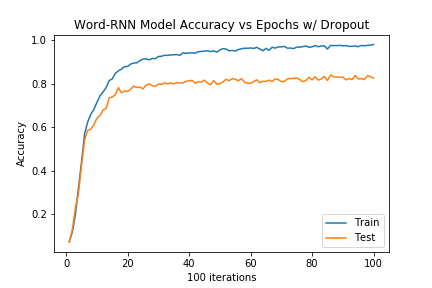 Word-RNN Model Accuracy vs Epochs w/ Dropout
1.0
0.8
0.6
0.4
0.2
Accuracy
0
20
40
60
80
100
100 iterations
Train
Test